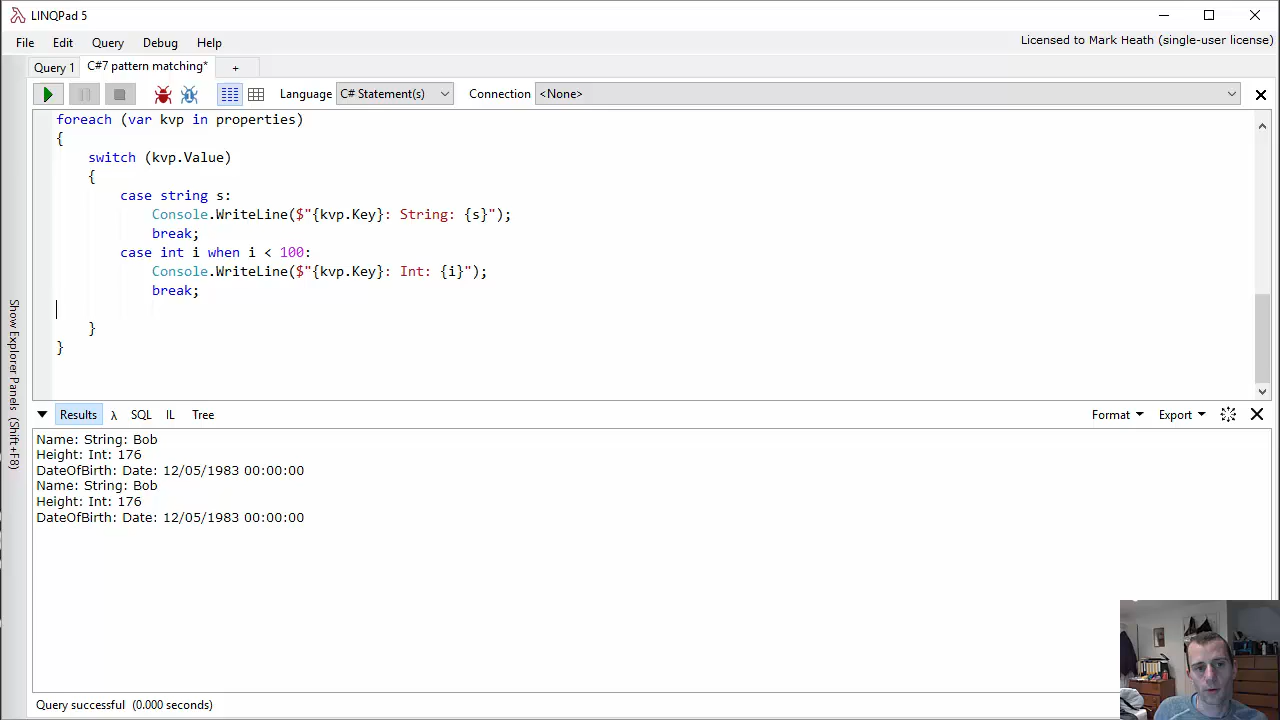 LINQPad 5
File Edit Query Debug Help
Licensed to Mark Heath (single-user license)
Query 1 C#7 pattern matching* +
Language C# Statement(s) Connection <None>
foreach (var kvp in properties)
{
switch (kvp.Value)
{
case string s:
Console.WriteLine($"{kvp.Key}: String: {s}");
break;
case int i when i < 100:
Console.WriteLine($"{kvp.Key}: Int: {i}");
break;
}
}
Show Explorer Panels (Shift+F8)
Results λ SQL IL Tree
Format Export
Name: String: Bob
Height: Int: 176
DateOfBirth: Date: 12/05/1983 00:00:00
Name: String: Bob
Height: Int: 176
DateOfBirth: Date: 12/05/1983 00:00:00
Query successful (0.000 seconds)